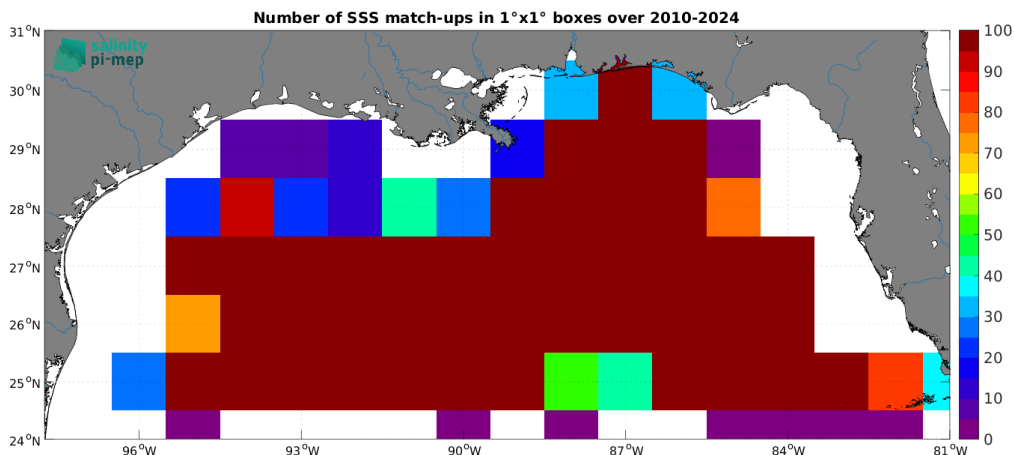 Number of SSS match-ups in 1°x1° boxes over 2010-2024
salinity
pi-mep
31°N
30°N
29°N
28°N
27°N
26°N
25°N
24°N
96°W
93°W
90°W
87°W
84°W
81°W
100
90
80
70
60
50
40
30
20
10
0